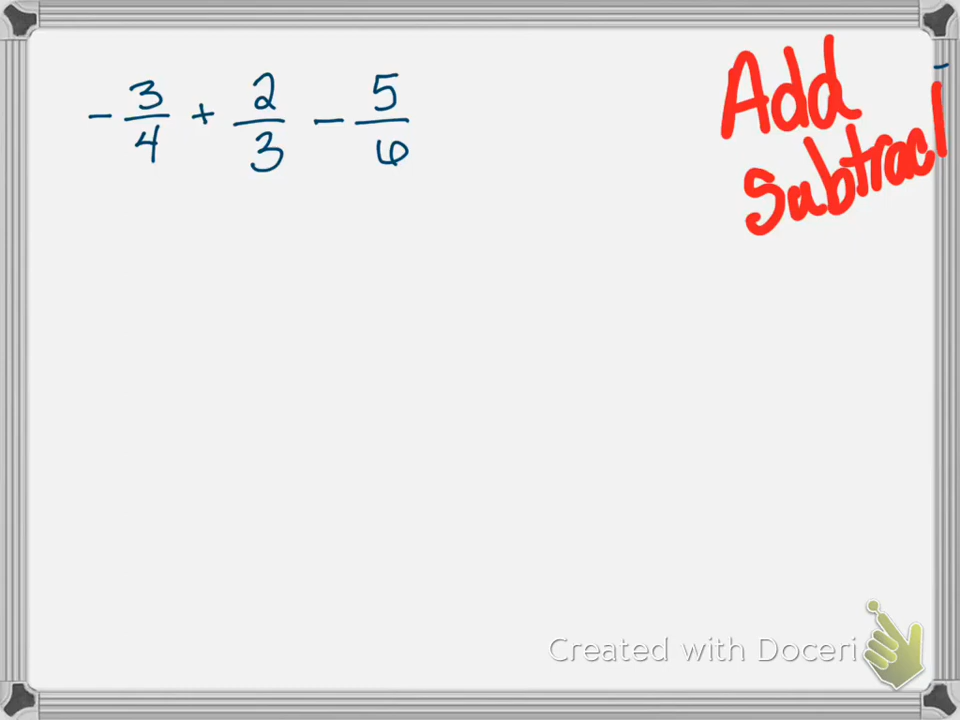 -3/4 + 2/3 - 5/6
Add
Subtract
Created with Doceri